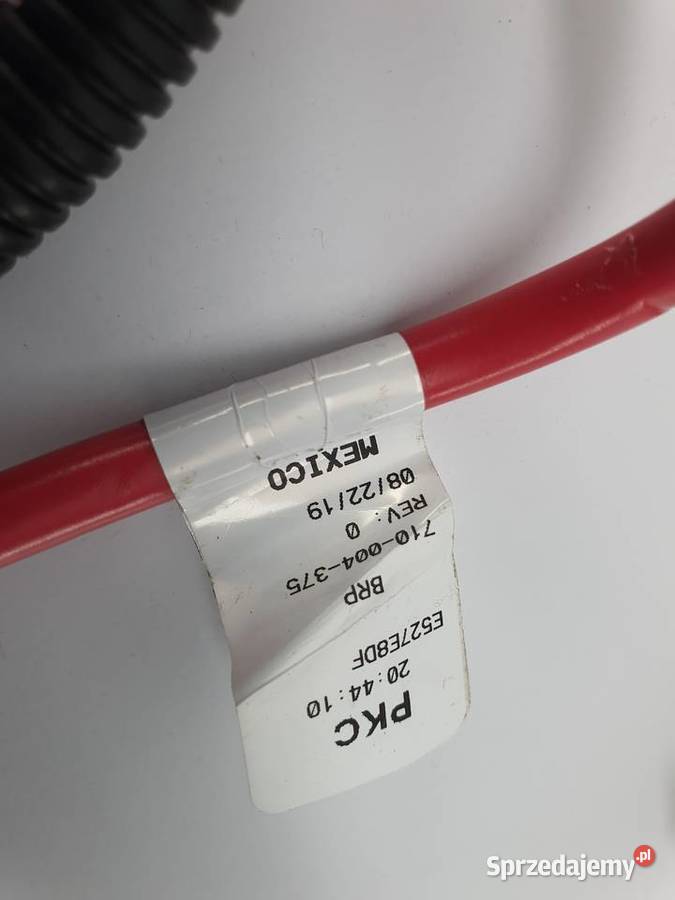 PKC
20:44:10
E527E8DF
BRP
710-004-375
REV: 0
08/22/19
MEXICO
Sprzedajemy.pl